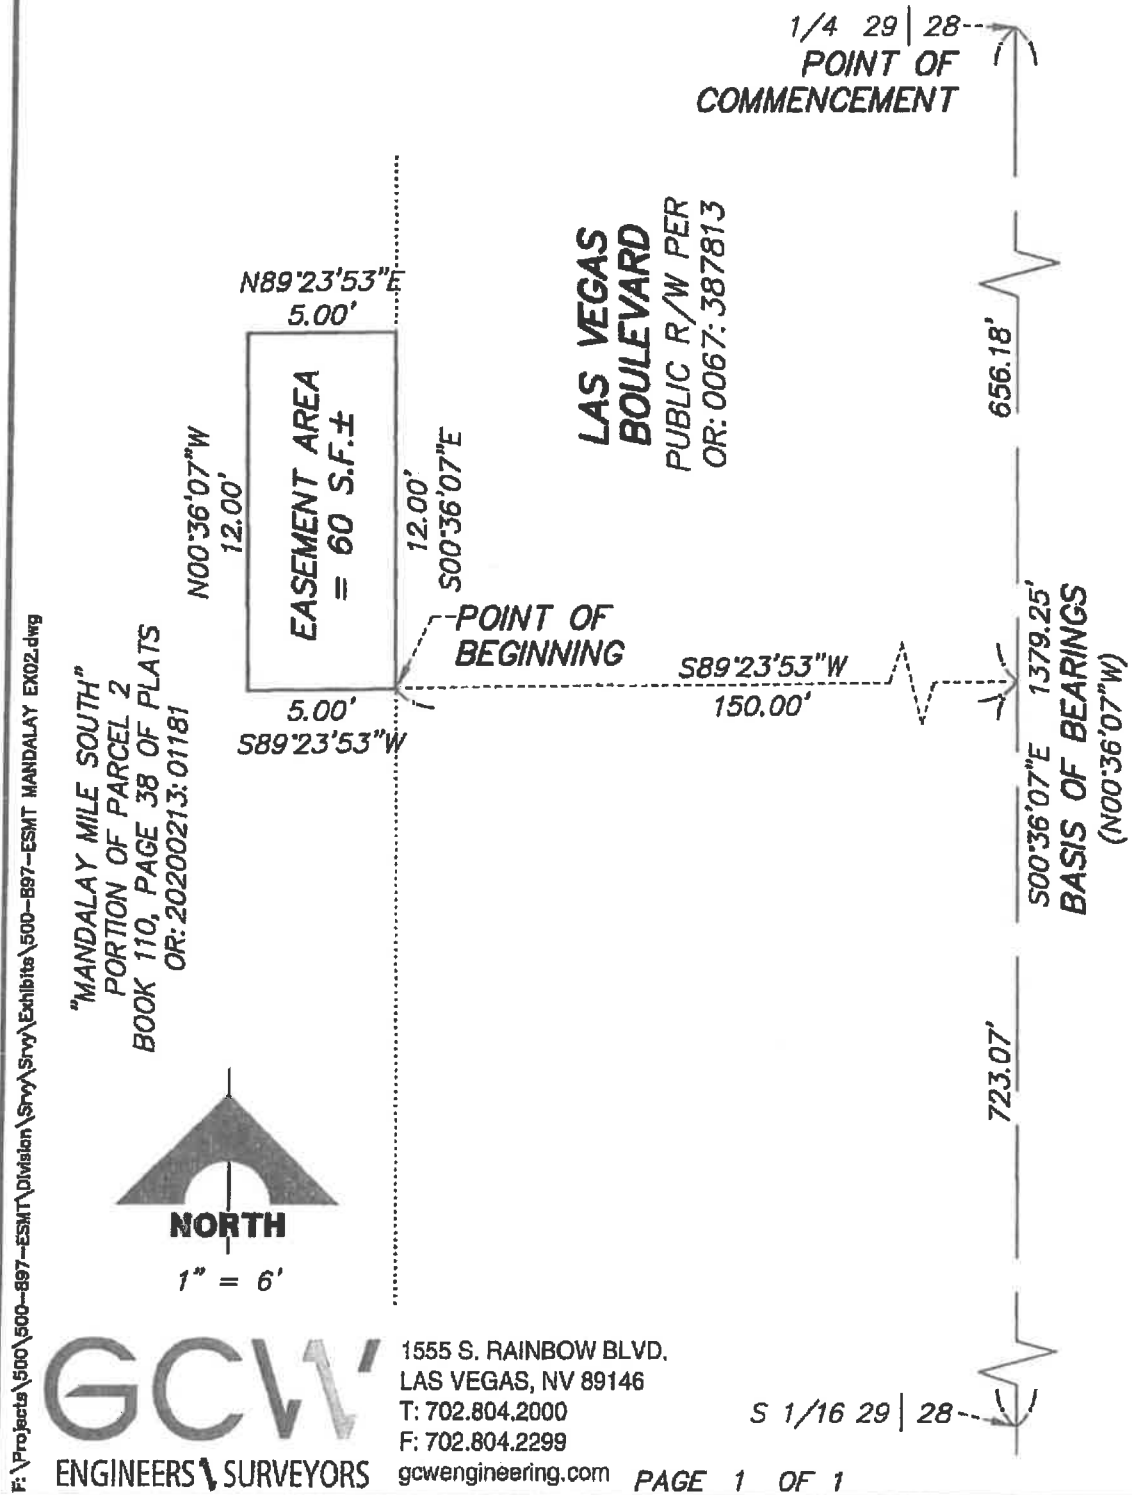 1/4 29 | 28
POINT OF
COMMENCEMENT
LAS VEGAS
BOULEVARD
PUBLIC R/W PER
OR: 0067: 387813
N89°23'53"E
5.00'
N00°36'07"W
12.00'
EASEMENT AREA
= 60 S.F.±
12.00'
S00°36'07"E
656.18'
POINT OF
BEGINNING
S89°23'53"W
150.00'
5.00'
S89°23'53"W
"MANDALAY MILE SOUTH"
PORTION OF PARCEL 2
BOOK 110, PAGE 38 OF PLATS
OR: 20200213: 01181
S00°36'07"E 1379.25'
BASIS OF BEARINGS
(N00°36'07"W)
723.07'
NORTH
1" = 6'
F:\Projects\500\500-897-ESMT\Division\Srvy\Exhibits\500-897-ESMT MANDALAY EX02.dwg
GCW
ENGINEERS \ SURVEYORS
1555 S. RAINBOW BLVD.
LAS VEGAS, NV 89146
T: 702.804.2000
F: 702.804.2299
gcwengineering.com
S 1/16 29 | 28
PAGE 1 OF 1